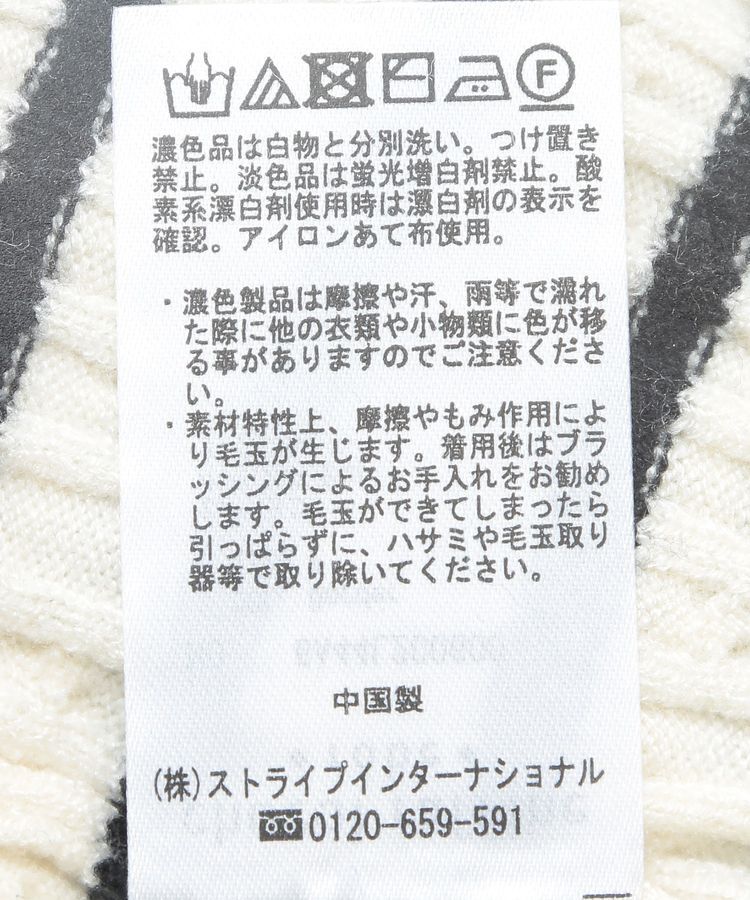 F
濃色品は白物と分別洗い。つけ置き
禁止。淡色品は蛍光増白剤禁止。酸
素系漂白剤使用時は漂白剤の表示を
確認。アイロンあて布使用。
・濃色製品は摩擦や汗、雨等で濡れ
た際に他の衣類や小物類に色が移
る事がありますのでご注意くださ
い。
・素材特性上、摩擦やもみ作用によ
り毛玉が生じます。着用後はブラ
ッシングによるお手入れをお勧め
します。毛玉ができてしまったら
引っぱらずに、ハサミや毛玉取り
器等で取り除いてください。
中国製
(株)ストライプインターナショナル
0120-659-591